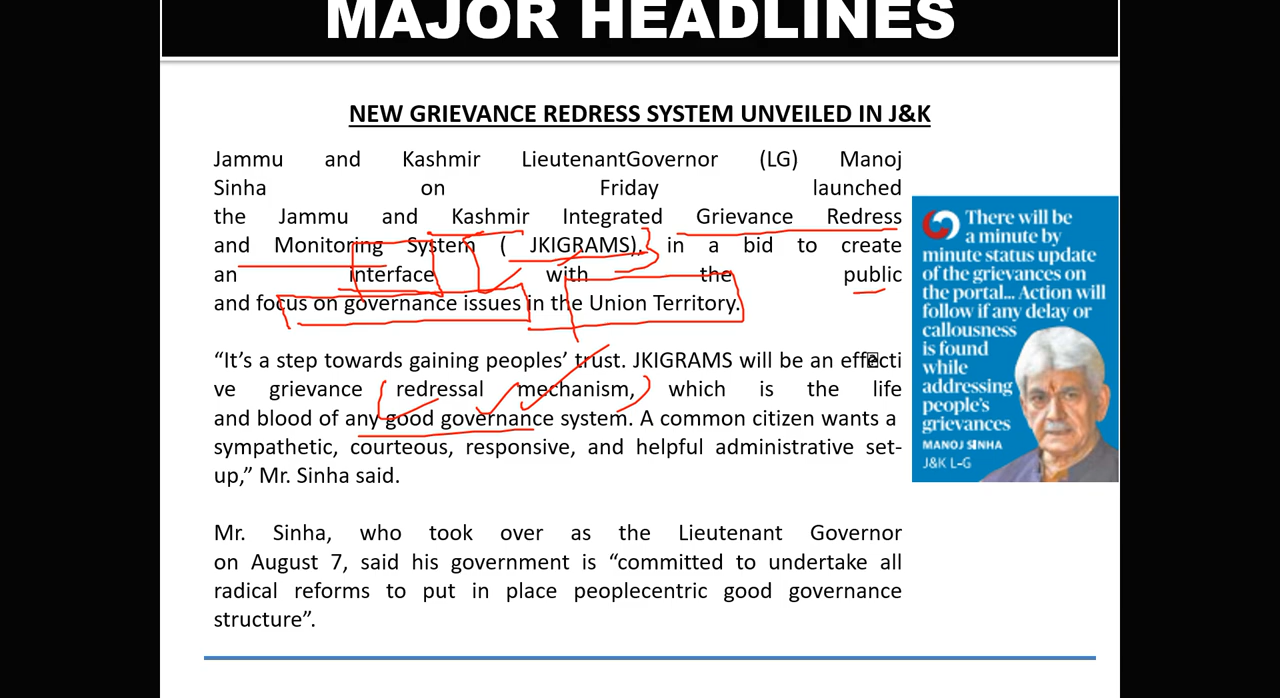 MAJOR HEADLINES
NEW GRIEVANCE REDRESS SYSTEM UNVEILED IN J&K
Jammu and Kashmir LieutenantGovernor (LG) Manoj
Sinha on Friday launched
the Jammu and Kashmir Integrated Grievance Redress
and Monitoring System ( JKIGRAMS), in a bid to create
an interface with the public
and focus on governance issues in the Union Territory.
“It’s a step towards gaining peoples’ trust. JKIGRAMS will be an effecti
ve grievance redressal mechanism, which is the life
and blood of any good governance system. A common citizen wants a
sympathetic, courteous, responsive, and helpful administrative set-
up,” Mr. Sinha said.
Mr. Sinha, who took over as the Lieutenant Governor
on August 7, said his government is “committed to undertake all
radical reforms to put in place peoplecentric good governance
structure”.
There will be
a minute by
minute status update
of the grievances on
the portal... Action will
follow if any delay or
callousness
is found
while
addressing
people’s
grievances
MANOJ SINHA
J&K L-G